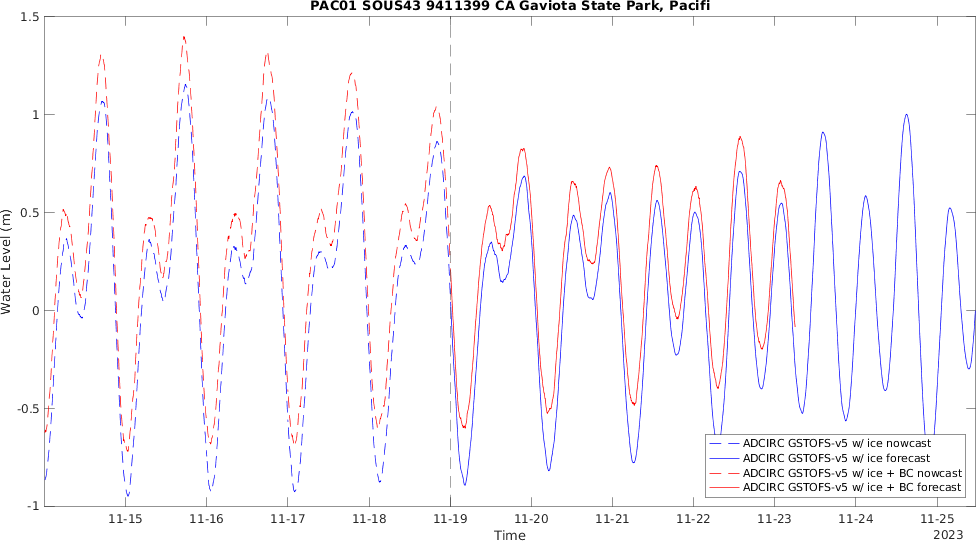 PAC01 SOUS43 9411399 CA Gaviota State Park, Pacifi
1.5
1
0.5
0
-0.5
-1
Water Level (m)
11-15 11-16 11-17 11-18 11-19 11-20 11-21 11-22 11-23 11-24 11-25
Time
2023
ADCIRC GSTOFS-v5 w/ ice nowcast
ADCIRC GSTOFS-v5 w/ ice forecast
ADCIRC GSTOFS-v5 w/ ice + BC nowcast
ADCIRC GSTOFS-v5 w/ ice + BC forecast